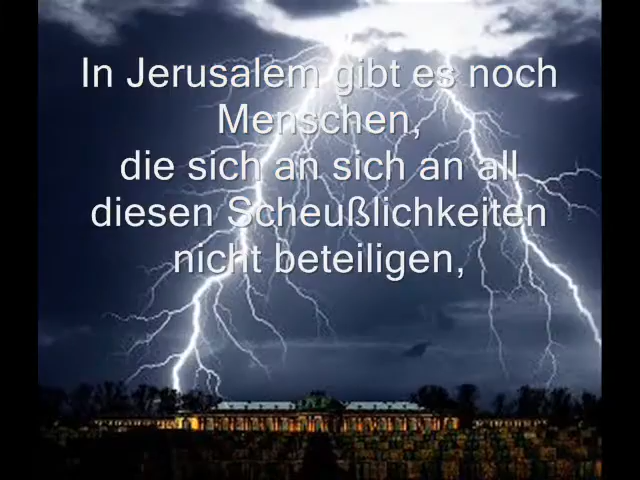 In Jerusalem gibt es noch
Menschen,
die sich an sich an all
diesen Scheußlichkeiten
nicht beteiligen,